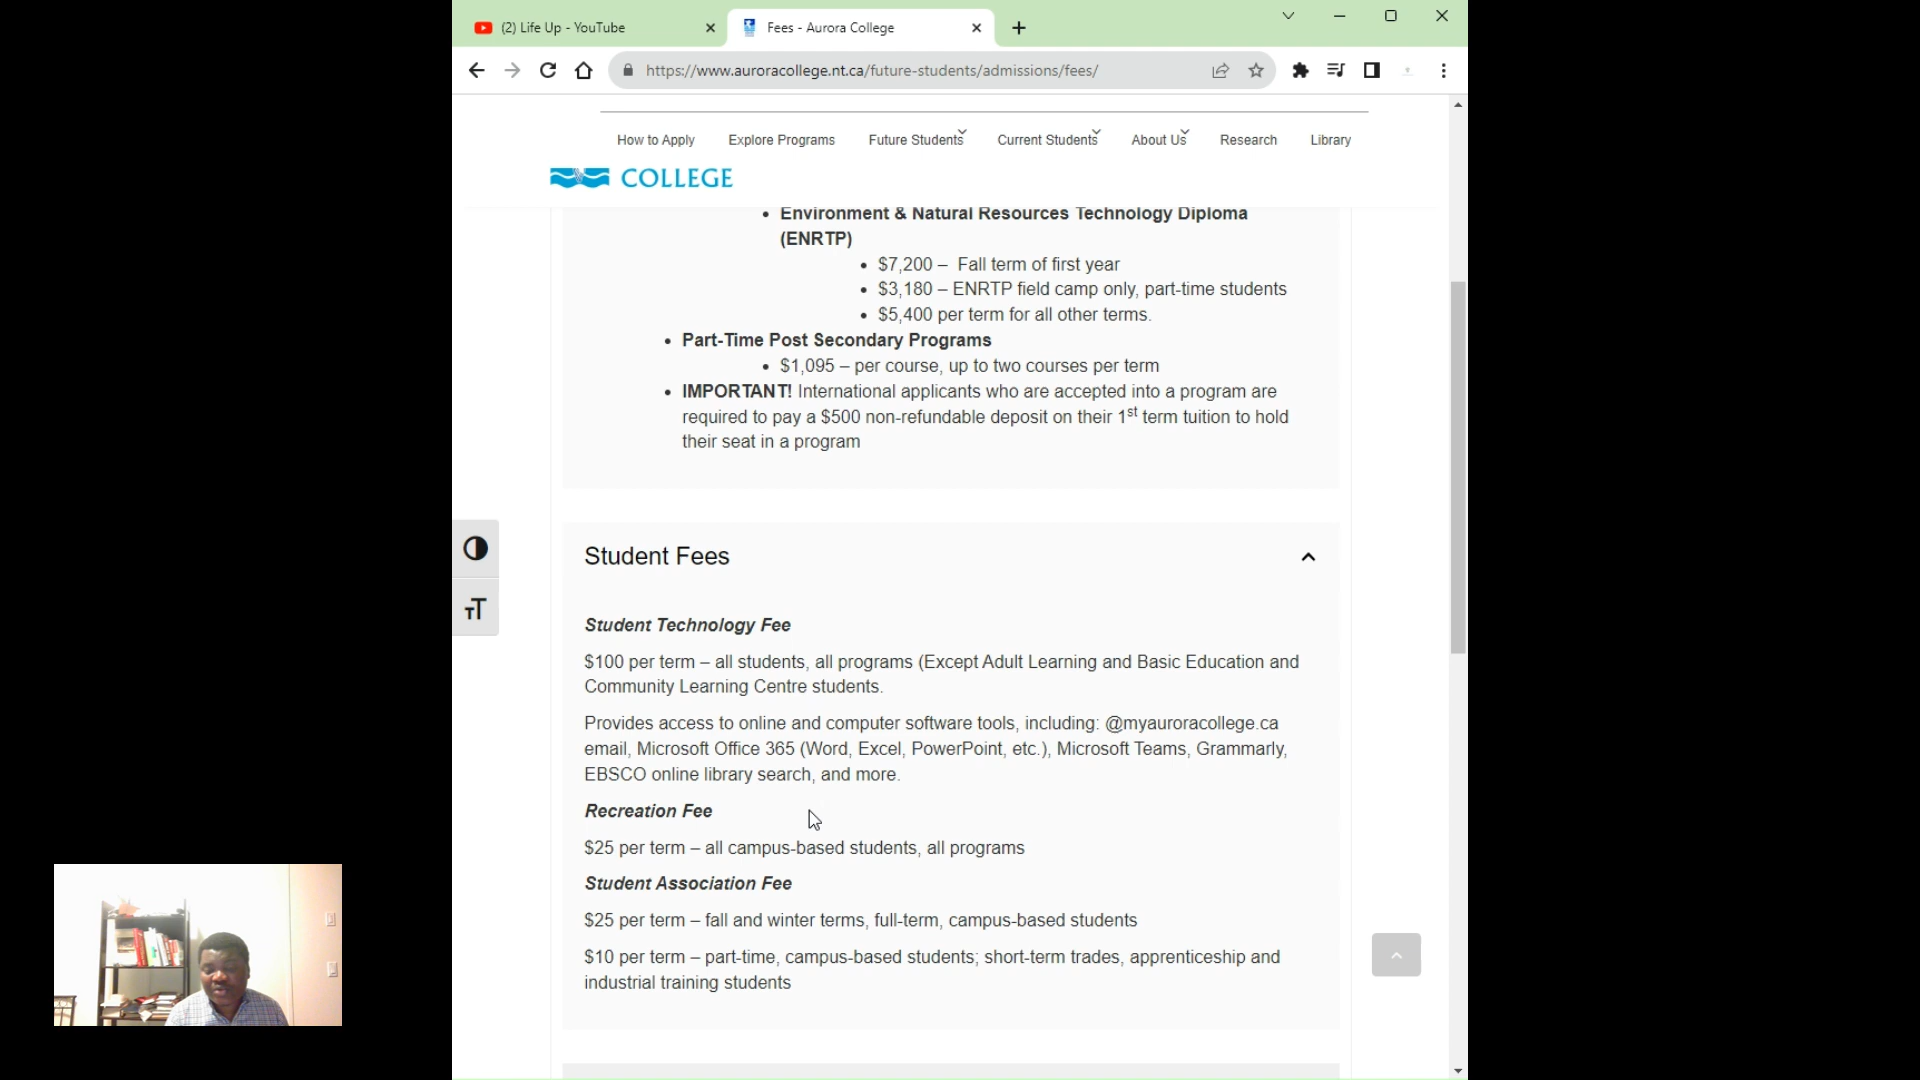 (2) Life Up - YouTube
Fees - Aurora College
https://www.auroracollege.nt.ca/future-students/admissions/fees/
How to Apply
Explore Programs
Future Students
Current Students
About Us
Research
Library
COLLEGE
Environment & Natural Resources Technology Diploma
(ENRTP)
$7,200 – Fall term of first year
$3,180 – ENRTP field camp only, part-time students
$5,400 per term for all other terms.
Part-Time Post Secondary Programs
$1,095 – per course, up to two courses per term
IMPORTANT! International applicants who are accepted into a program are
required to pay a $500 non-refundable deposit on their 1st term tuition to hold
their seat in a program
Student Fees
Student Technology Fee
$100 per term – all students, all programs (Except Adult Learning and Basic Education and
Community Learning Centre students.
Provides access to online and computer software tools, including: @myauroracollege.ca
email, Microsoft Office 365 (Word, Excel, PowerPoint, etc.), Microsoft Teams, Grammarly,
EBSCO online library search, and more.
Recreation Fee
$25 per term – all campus-based students, all programs
Student Association Fee
$25 per term – fall and winter terms, full-term, campus-based students
$10 per term – part-time, campus-based students; short-term trades, apprenticeship and
industrial training students